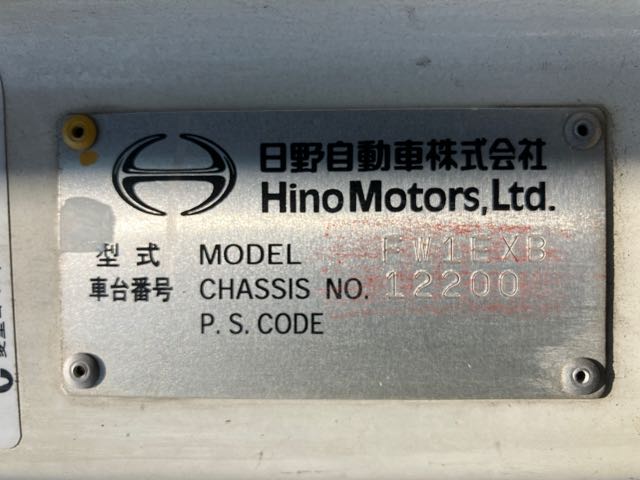 日野自動車株式会社
Hino Motors, Ltd.
型式 MODEL FW1EXB
車台番号 CHASSIS NO. 12200
P. S. CODE